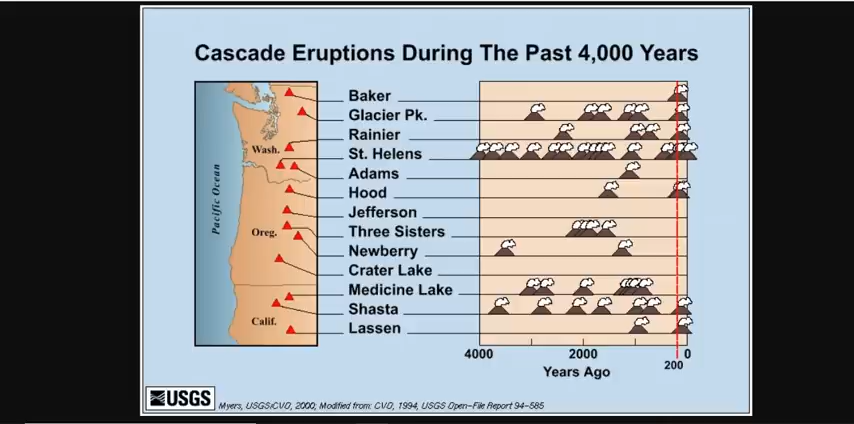 Cascade Eruptions During The Past 4,000 Years
Baker
Glacier Pk.
Rainier
Wash.
St. Helens
Adams
Hood
Pacific Ocean
Jefferson
Oreg.
Three Sisters
Newberry
Crater Lake
Medicine Lake
Shasta
Calif.
Lassen
4000
2000
0
200
Years Ago
USGS
Myers, USGS/CVO, 2000, Modified from: CVO, 1994, USGS Open-File Report 94-585